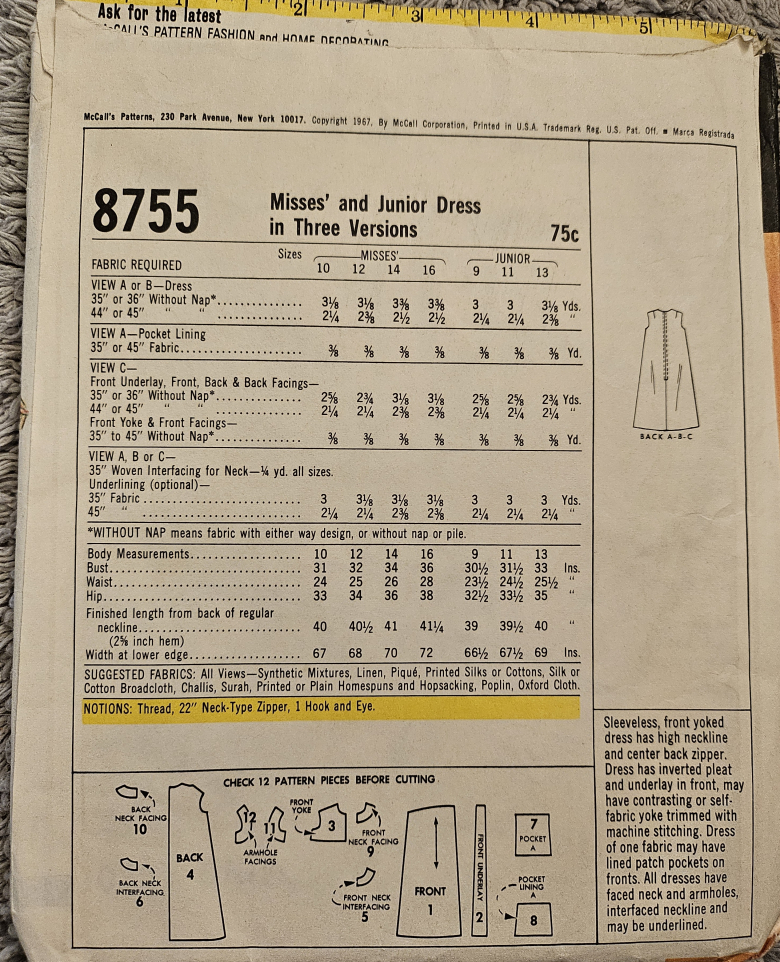 1 2 3 4 5
Ask for the latest
McCALL'S PATTERN FASHION and HOME DECORATING
McCall's Patterns, 230 Park Avenue, New York 10017. Copyright 1967, By McCall Corporation, Printed in U.S.A. Trademark Reg. U.S. Pat. Off. ■ Marca Registrada
8755
Misses' and Junior Dress
in Three Versions 75c
Sizes MISSES' JUNIOR
FABRIC REQUIRED 10 12 14 16 9 11 13
VIEW A or B—Dress
35" or 36" Without Nap*.............. 3⅛ 3⅛ 3⅜ 3⅜ 3 3 3⅛ Yds.
44" or 45" " " .............. 2¼ 2⅜ 2½ 2½ 2¼ 2¼ 2⅜ "
VIEW A—Pocket Lining
35" or 45" Fabric.................... ⅜ ⅜ ⅜ ⅜ ⅜ ⅜ ⅜ Yd.
VIEW C—
Front Underlay, Front, Back & Back Facings—
35" or 36" Without Nap*.............. 2⅝ 2¾ 3⅛ 3⅛ 2⅝ 2⅝ 2¾ Yds.
44" or 45" " " .............. 2¼ 2¼ 2⅜ 2⅜ 2¼ 2¼ 2¼ "
Front Yoke & Front Facings—
35" to 45" Without Nap*.............. ⅜ ⅜ ⅜ ⅜ ⅜ ⅜ ⅜ Yd.
VIEW A, B or C—
35" Woven Interfacing for Neck—¼ yd. all sizes.
Underlining (optional)—
35" Fabric .......................... 3 3⅛ 3⅛ 3⅛ 3 3 3 Yds.
45" " .......................... 2¼ 2¼ 2⅜ 2⅜ 2¼ 2¼ 2¼ "
*WITHOUT NAP means fabric with either way design, or without nap or pile.
Body Measurements.................. 10 12 14 16 9 11 13
Bust................................ 31 32 34 36 30½ 31½ 33 Ins.
Waist............................... 24 25 26 28 23½ 24½ 25½ "
Hip................................. 33 34 36 38 32½ 33½ 35 "
Finished length from back of regular
neckline............................ 40 40½ 41 41¼ 39 39½ 40 "
(2⅝ inch hem)
Width at lower edge................. 67 68 70 72 66½ 67½ 69 Ins.
SUGGESTED FABRICS: All Views—Synthetic Mixtures, Linen, Piqué, Printed Silks or Cottons, Silk or
Cotton Broadcloth, Challis, Surah, Printed or Plain Homespuns and Hopsacking, Poplin, Oxford Cloth.
NOTIONS: Thread, 22" Neck-Type Zipper, 1 Hook and Eye.
BACK A-B-C
Sleeveless, front yoked
dress has high neckline
and center back zipper.
Dress has inverted pleat
and underlay in front, may
have contrasting or self-
fabric yoke trimmed with
machine stitching. Dress
of one fabric may have
lined patch pockets on
fronts. All dresses have
faced neck and armholes,
interfaced neckline and
may be underlined.
CHECK 12 PATTERN PIECES BEFORE CUTTING
BACK
NECK FACING
10
BACK NECK
INTERFACING
6
BACK
4
12
11
ARMHOLE
FACINGS
FRONT
YOKE
3
FRONT
NECK FACING
9
FRONT NECK
INTERFACING
5
FRONT
1
FRONT UNDERLAY
2
7
POCKET
A
POCKET
LINING
A
8